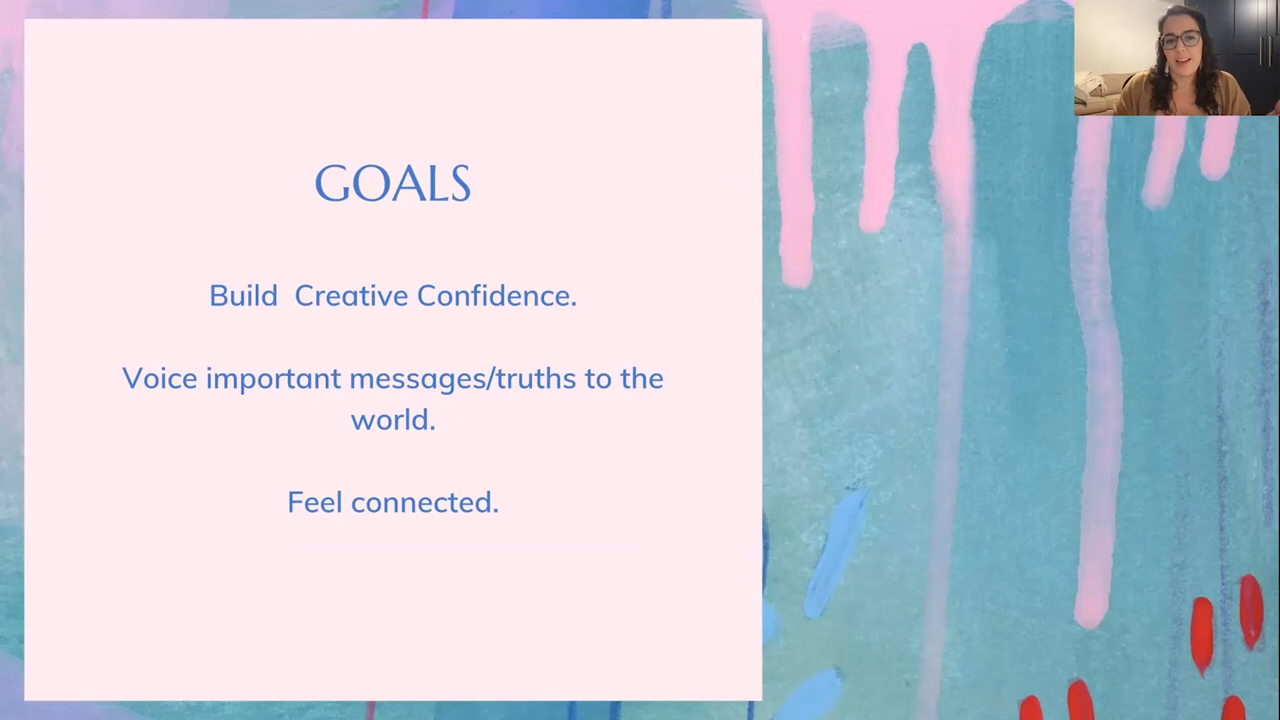 GOALS
Build  Creative Confidence.
Voice important messages/truths to the
world.
Feel connected.